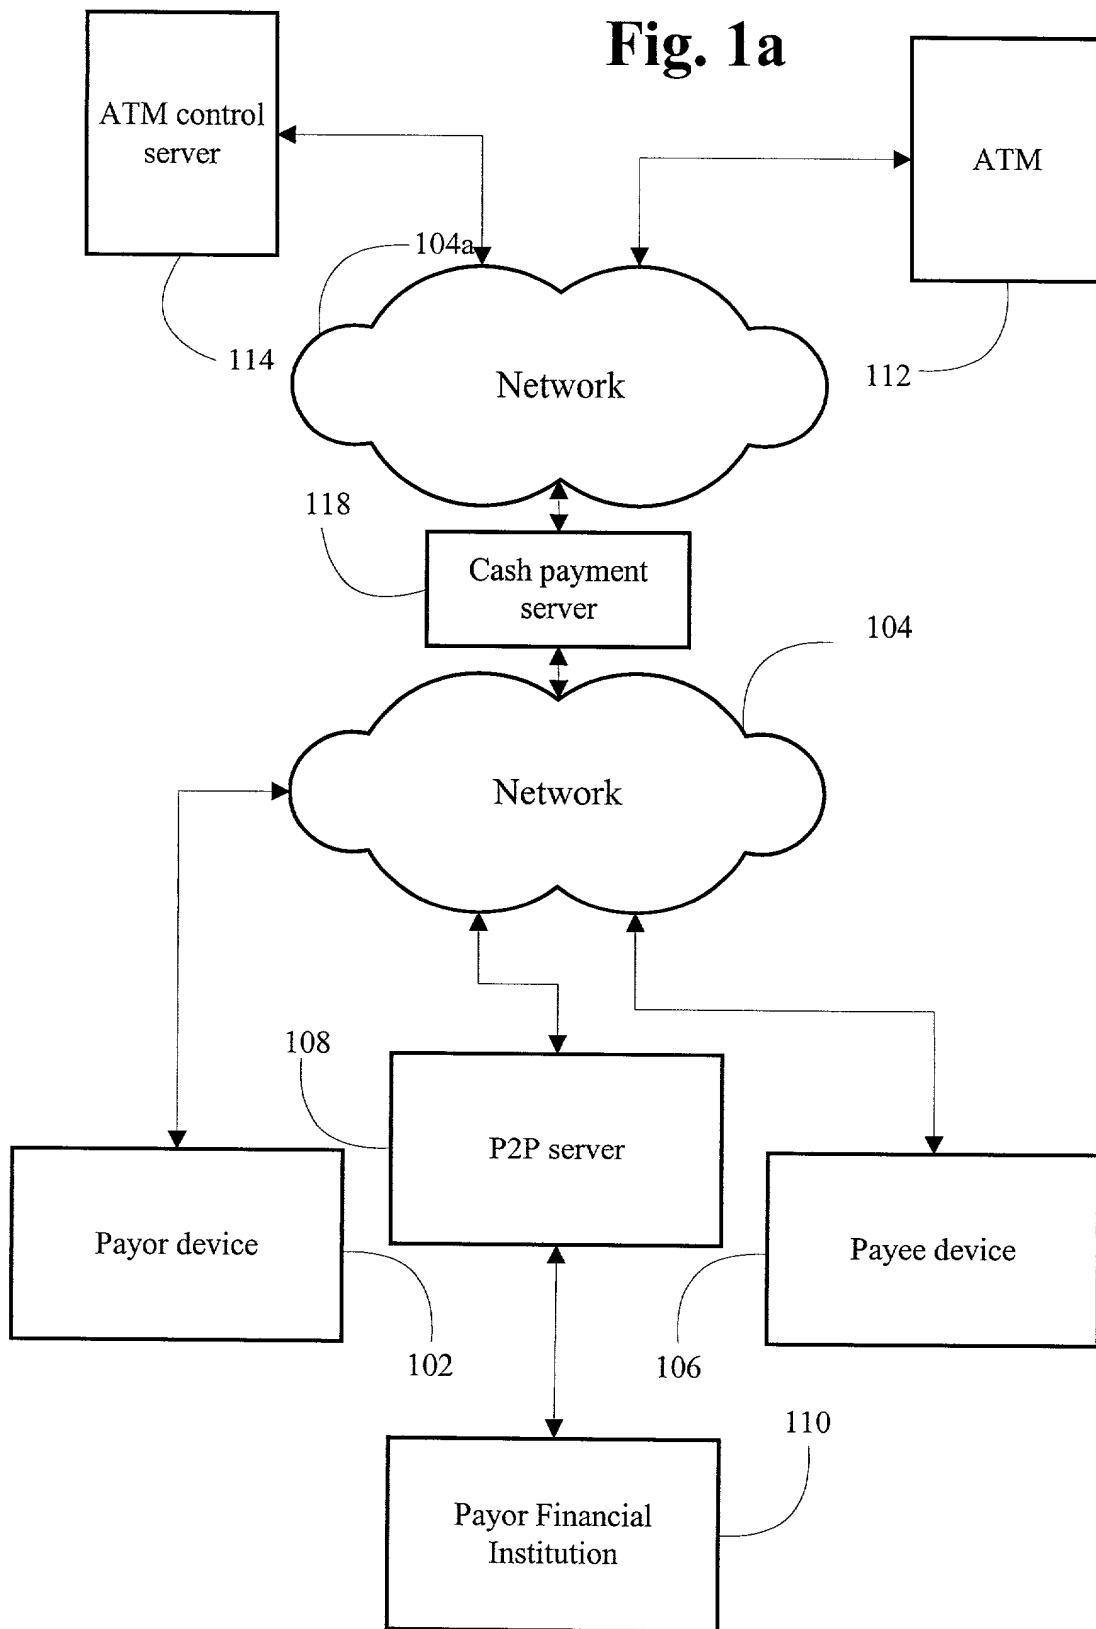 Fig. 1a
ATM control
server
ATM
104a
114
112
Network
118
Cash payment
server
104
Network
108
P2P server
Payor device
Payee device
102
106
110
Payor Financial
Institution